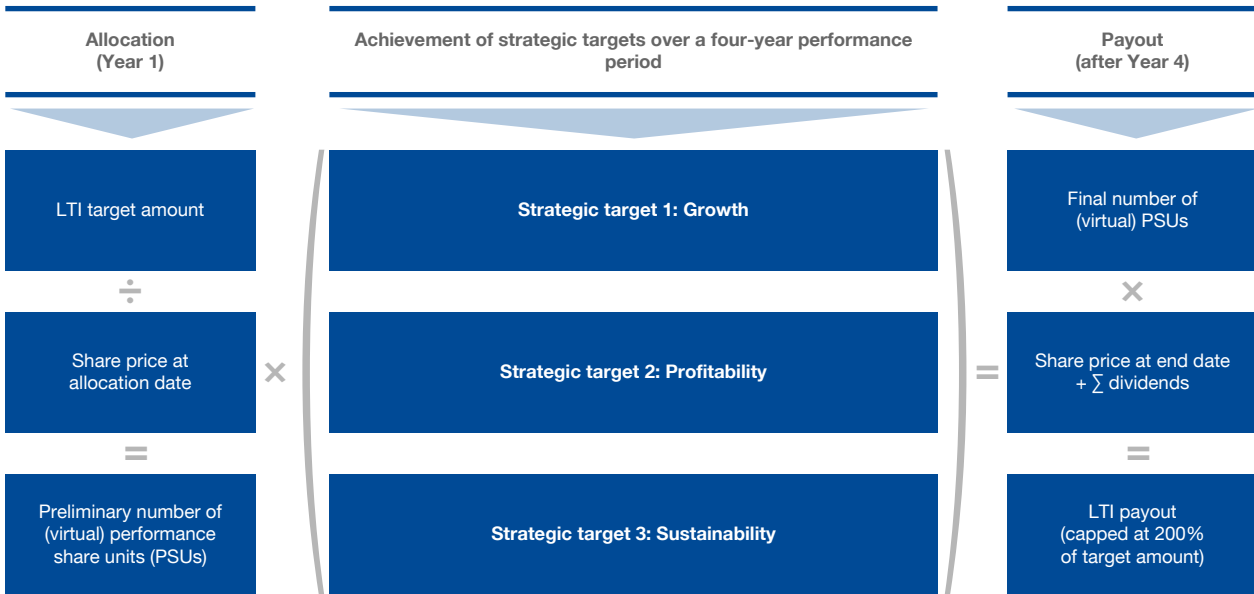 Allocation
(Year 1)
Achievement of strategic targets over a four-year performance
period
Payout
(after Year 4)
LTI target amount
÷
Share price at
allocation date
=
Preliminary number of
(virtual) performance
share units (PSUs)
×
Strategic target 1: Growth
Strategic target 2: Profitability
Strategic target 3: Sustainability
=
Final number of
(virtual) PSUs
×
Share price at end date
+ ∑ dividends
=
LTI payout
(capped at 200%
of target amount)